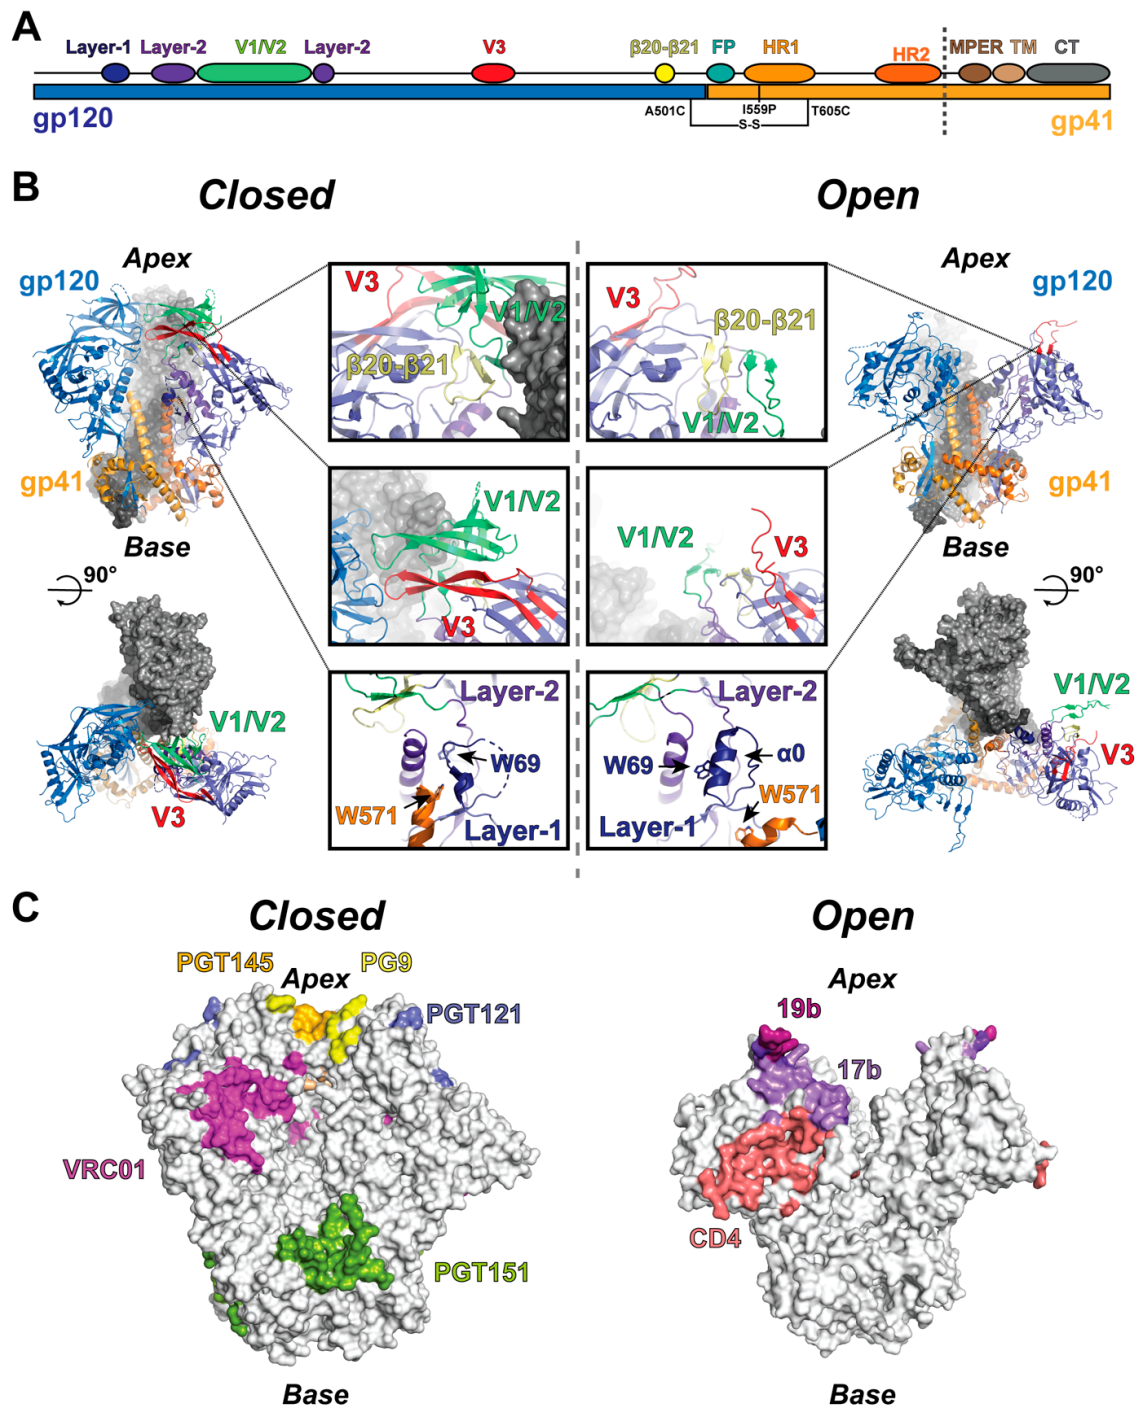 A
Layer-1 Layer-2 V1/V2 Layer-2 V3 β20-β21 FP HR1 HR2 MPER TM CT
A501C I559P T605C
S-S
gp120 gp41
B
Closed Open
Apex Apex
gp120 gp120
V3
V1/V2
β20-β21
V3
β20-β21
V1/V2
gp41 gp41
V1/V2
V3
V1/V2
V3
Base Base
90° 90°
V1/V2
V3
Layer-2
W69
W571
Layer-1
Layer-2
W69
α0
W571
Layer-1
V1/V2
V3
C
Closed Open
PGT145 Apex PG9
PGT121
VRC01
PGT151
Base
Apex
19b
17b
CD4
Base